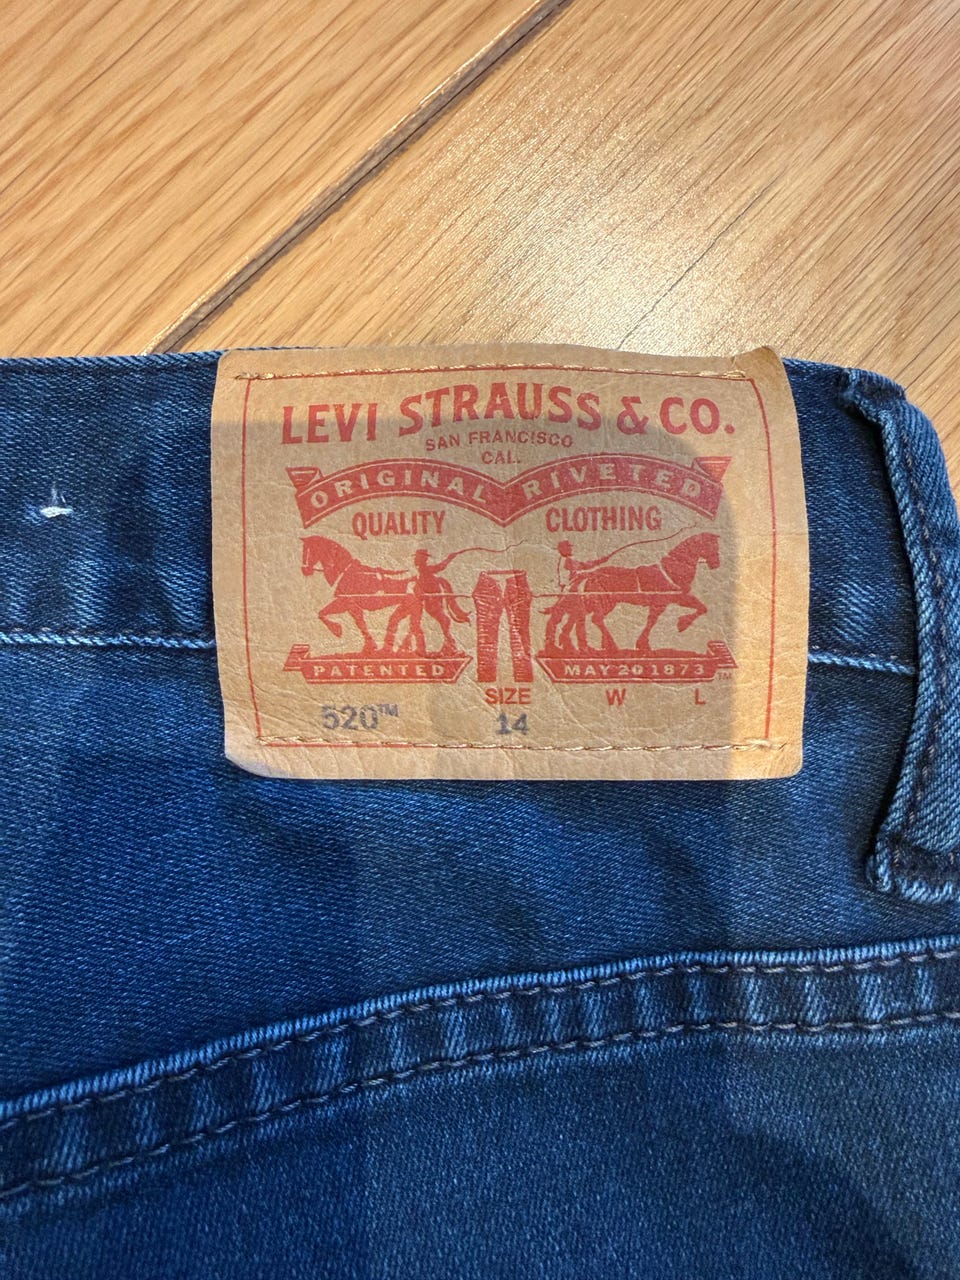 LEVI STRAUSS & CO.
SAN FRANCISCO
CAL.
ORIGINAL RIVETED
QUALITY CLOTHING
PATENTED MAY 20 1873 ™
SIZE W L
520™ 14